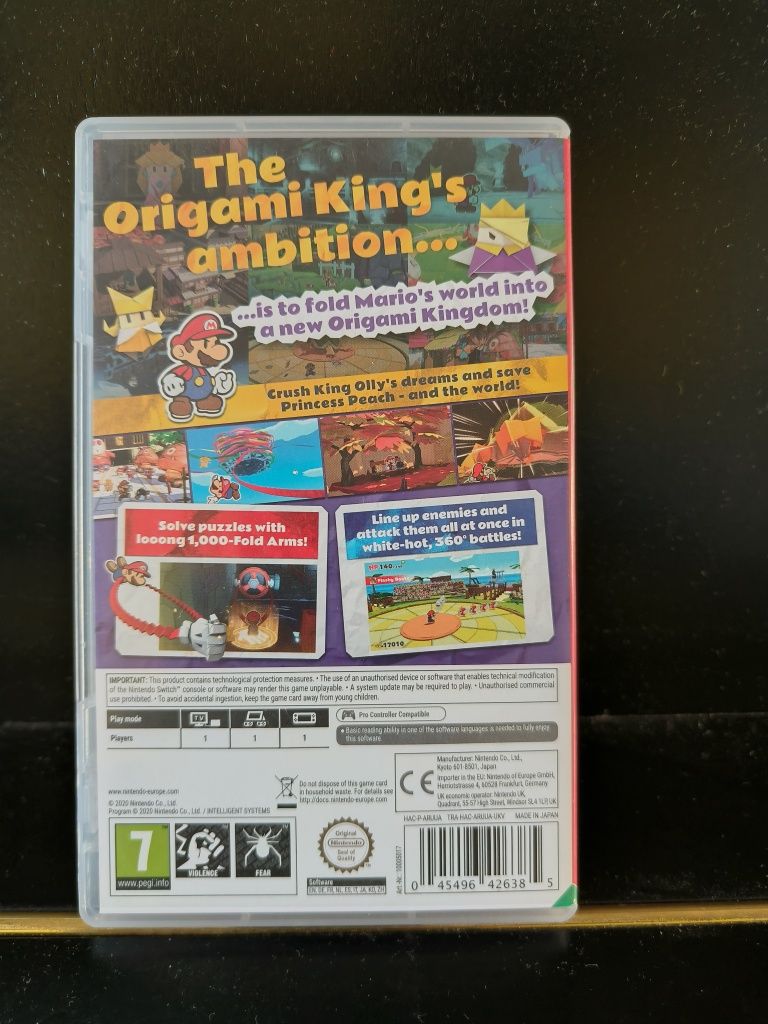 The
Origami King's
ambition...
...is to fold Mario's world into
a new Origami Kingdom!
Crush King Olly's dreams and save
Princess Peach - and the world!
Solve puzzles with
looong 1,000-Fold Arms!
Line up enemies and
attack them all at once in
white-hot, 360° battles!
HP 140
IMPORTANT: This product contains technological protection measures. • The use of an unauthorised device or software that enables technical modification
of the Nintendo Switch™ console or software may render this game unplayable. • A system update may be required to play. • Unauthorised commercial
use prohibited. • To avoid accidental ingestion, keep the game card away from young children.
Play mode
TV
Players
1
1
1
Pro Controller Compatible
• Basic reading ability in one of the software languages is needed to fully enjoy
this software.
www.nintendo-europe.com
© 2020 Nintendo Co., Ltd.
Program © 2020 Nintendo Co., Ltd. / INTELLIGENT SYSTEMS
Do not dispose of this game card
in household waste. For details see
http://docs.nintendo-europe.com
CE
Manufacturer: Nintendo Co., Ltd.,
Kyoto 601-8501, Japan
Importer in the EU: Nintendo of Europe GmbH,
Herriotstrasse 4, 60528 Frankfurt, Germany
UK economic operator: Nintendo UK,
Quadrant, 55-57 High Street, Windsor SL4 1LP, UK
HAC-P-ARUUA TRA-HAC-ARUUA-UKV MADE IN JAPAN
7
www.pegi.info
VIOLENCE
FEAR
Original
Nintendo
Seal of
Quality
Software
EN, DE, FR, NL, ES, IT, JA, KO, ZH
Art.-Nr. 10005017
0 45496 42638 5